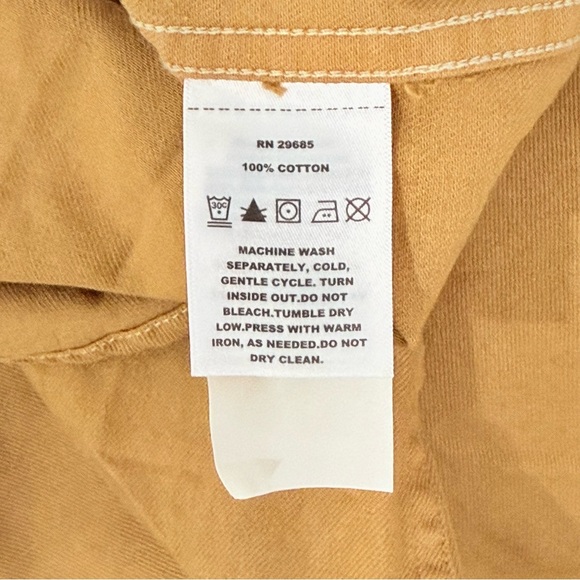 RN 29685
100% COTTON
30C
MACHINE WASH
SEPARATELY, COLD,
GENTLE CYCLE. TURN
INSIDE OUT.DO NOT
BLEACH.TUMBLE DRY
LOW.PRESS WITH WARM
IRON, AS NEEDED.DO NOT
DRY CLEAN.